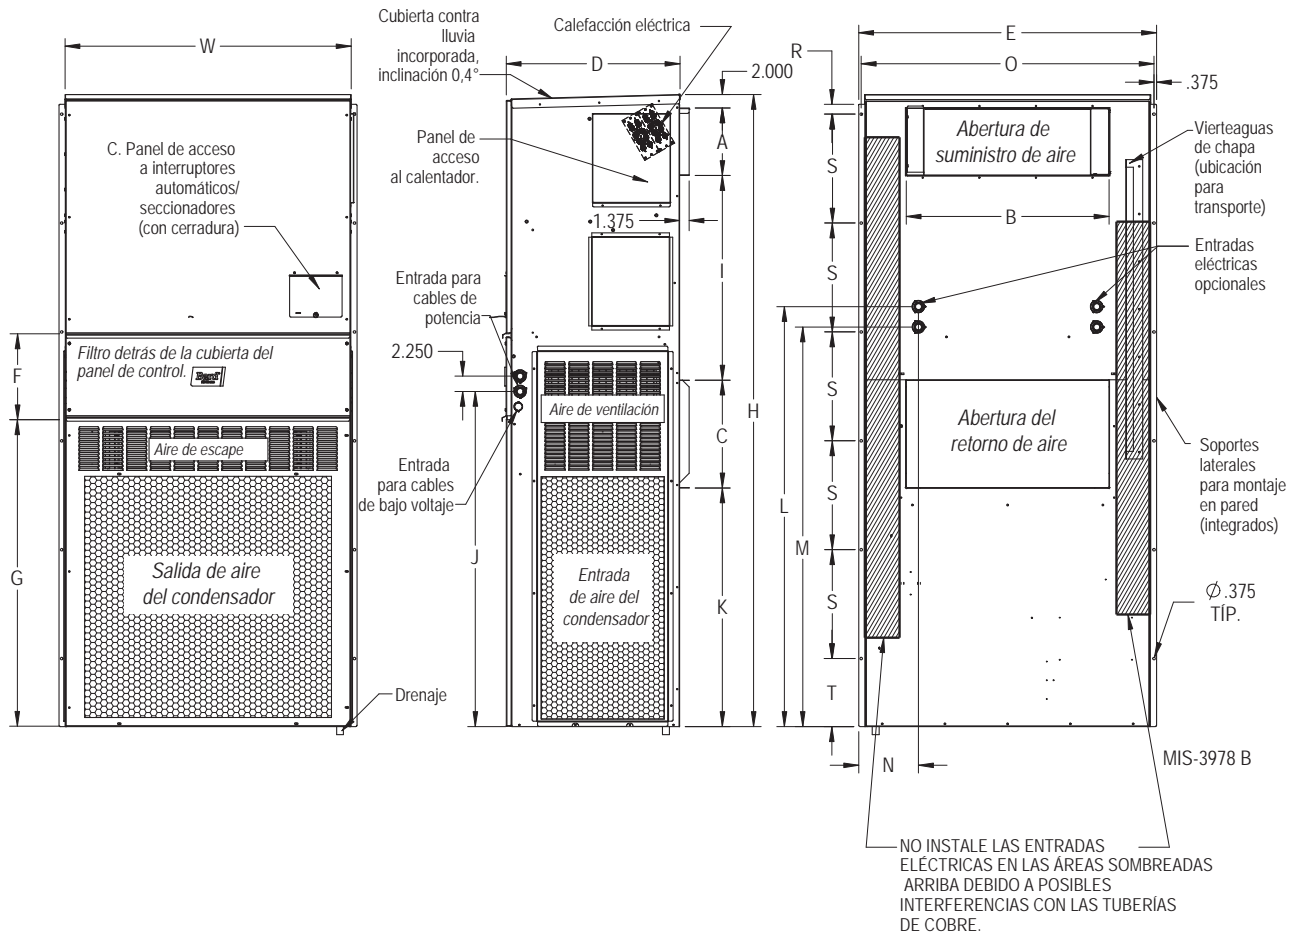 W
C. Panel de acceso
a interruptores
automáticos/
seccionadores
(con cerradura)
F
Filtro detrás de la cubierta del
panel de control.
Bard
Aire de escape
G
Salida de aire
del condensador
Drenaje
Cubierta contra
lluvia
incorporada,
inclinación 0,4°
Calefacción eléctrica
D
2.000
Panel de
acceso
al calentador.
A
1.375
I
Entrada para
cables de
potencia
2.250
Aire de ventilación
H
C
Entrada
para cables
de bajo voltaje
J
Entrada
de aire del
condensador
K
E
R
O
.375
Abertura de
suministro de aire
Vierteaguas
de chapa
(ubicación
para
transporte)
S
B
S
Entradas
eléctricas
opcionales
S
Abertura del
retorno de aire
Soportes
laterales
para montaje
en pared
(integrados)
S
L
M
S
Ø .375
TÍP.
T
N
MIS-3978 B
NO INSTALE LAS ENTRADAS
ELÉCTRICAS EN LAS ÁREAS SOMBREADAS
ARRIBA DEBIDO A POSIBLES
INTERFERENCIAS CON LAS TUBERÍAS
DE COBRE.